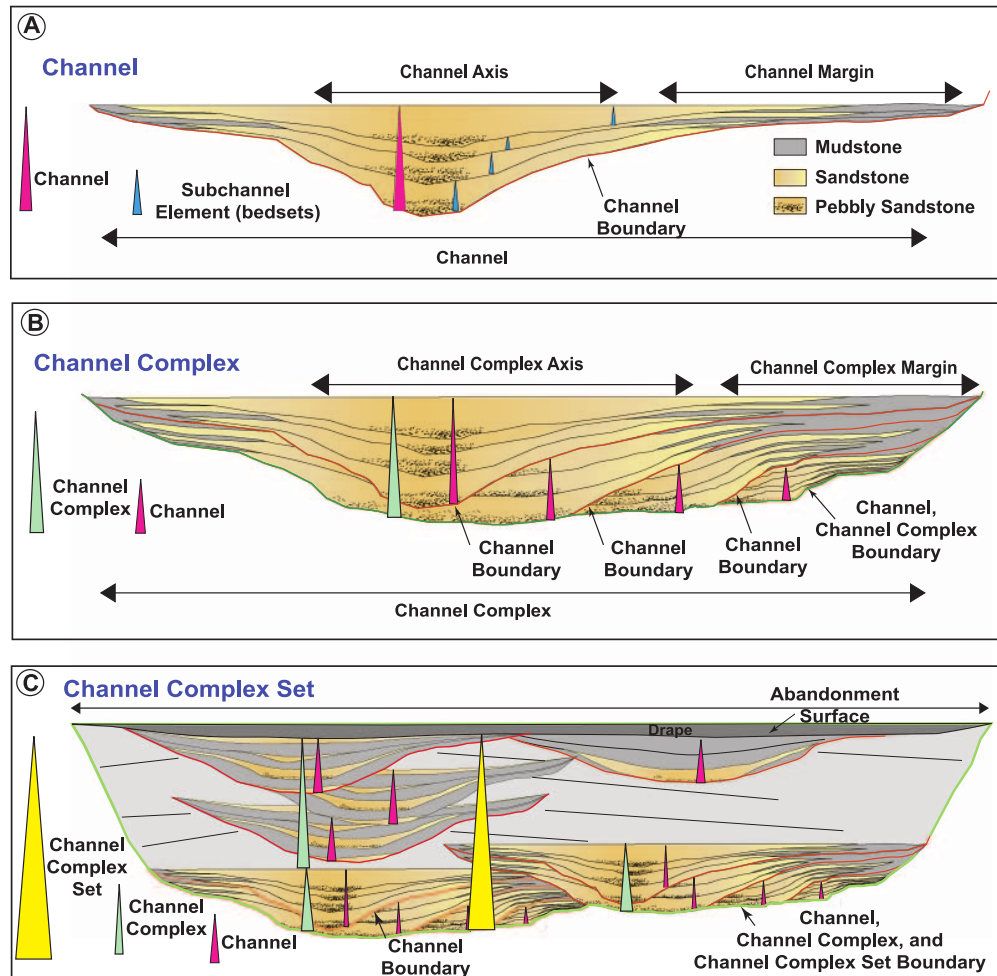 A
Channel
Channel Axis
Channel Margin
Channel
Subchannel
Element (bedsets)
Mudstone
Sandstone
Pebbly Sandstone
Channel
Boundary
Channel
B
Channel Complex
Channel Complex Axis
Channel Complex Margin
Channel
Complex
Channel
Channel
Boundary
Channel
Boundary
Channel
Boundary
Channel,
Channel Complex
Boundary
Channel Complex
C
Channel Complex Set
Abandonment
Surface
Drape
Channel
Complex
Set
Channel
Complex
Channel
Channel
Boundary
Channel,
Channel Complex, and
Channel Complex Set Boundary